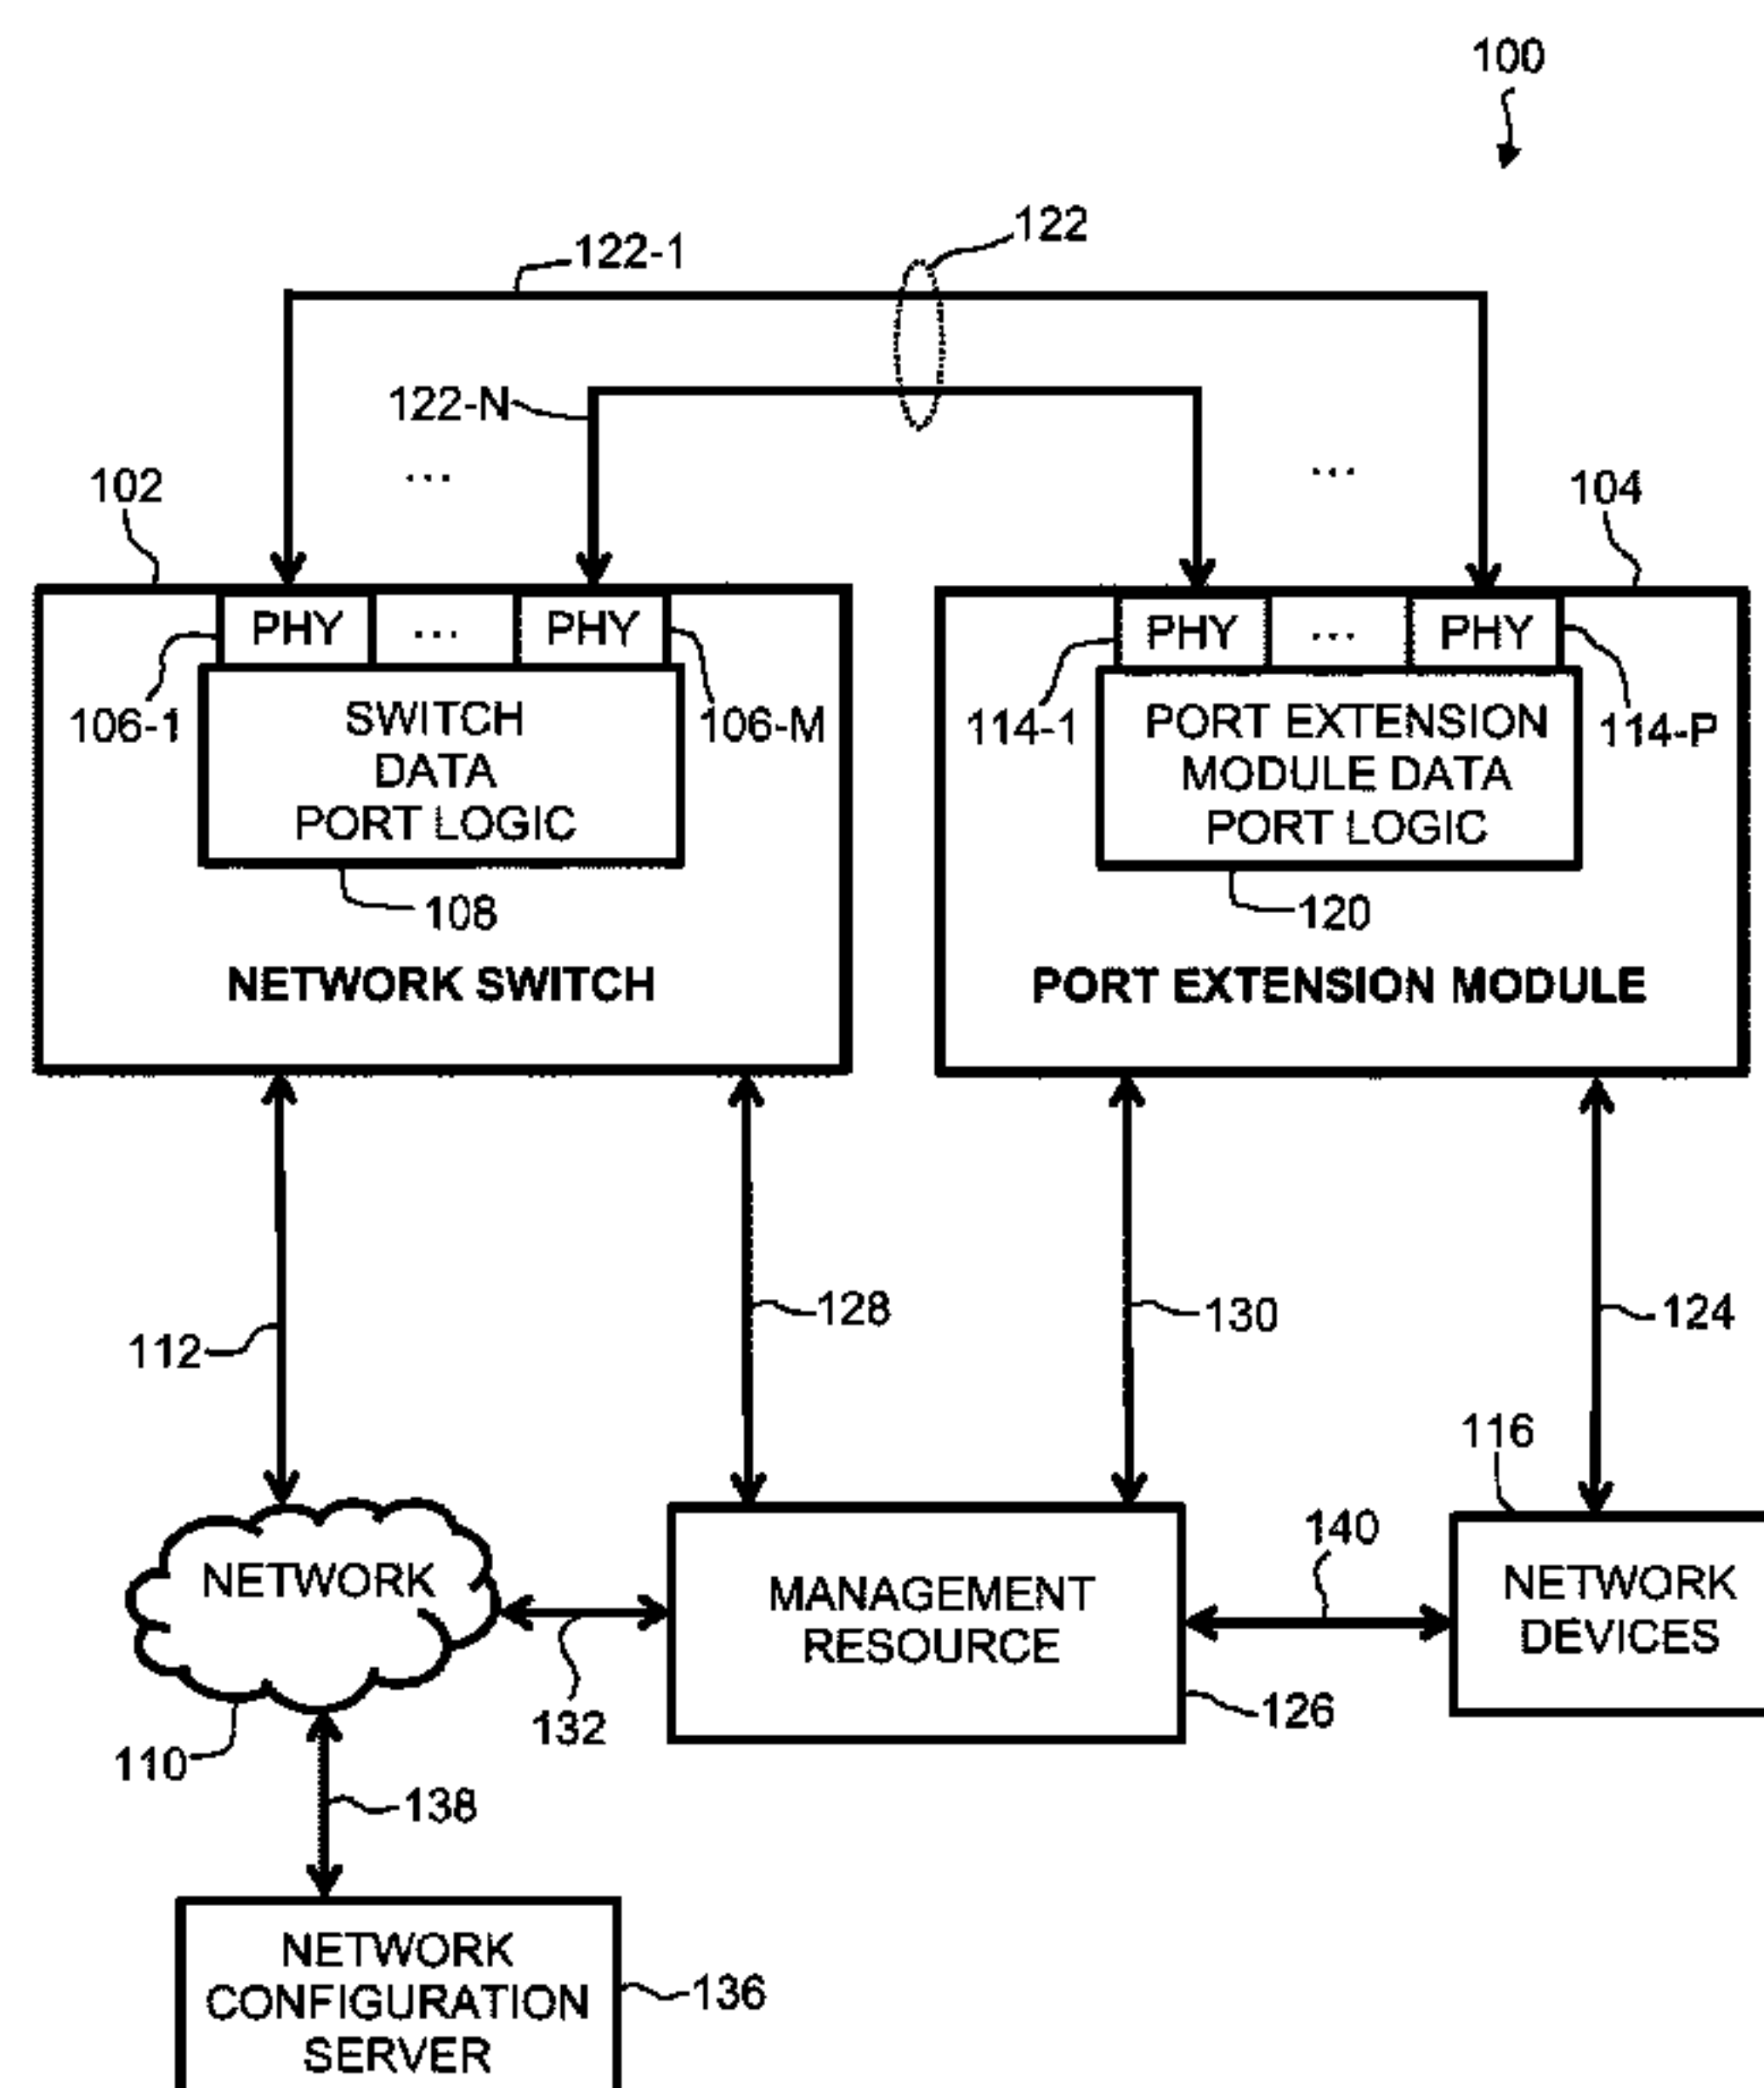 100
122
122-1
122-N
...
...
102
104
PHY ... PHY
PHY ... PHY
106-1
SWITCH
DATA
PORT LOGIC
106-M
114-1
PORT EXTENSION
MODULE DATA
PORT LOGIC
114-P
108
120
NETWORK SWITCH
PORT EXTENSION MODULE
112
128
130
124
116
140
NETWORK
MANAGEMENT
RESOURCE
NETWORK
DEVICES
132
126
110
138
NETWORK
CONFIGURATION
SERVER
136